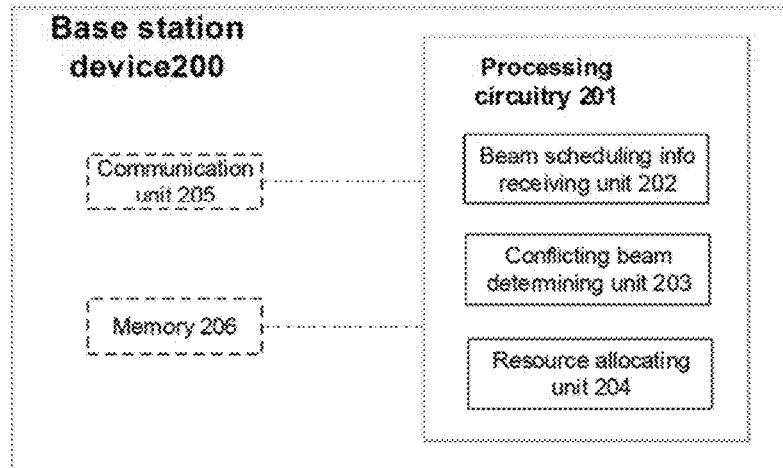 Base station
device200
Processing
circuitry 201
Communication
unit 205
Beam scheduling info
receiving unit 202
Conflicting beam
determining unit 203
Memory 206
Resource allocating
unit 204